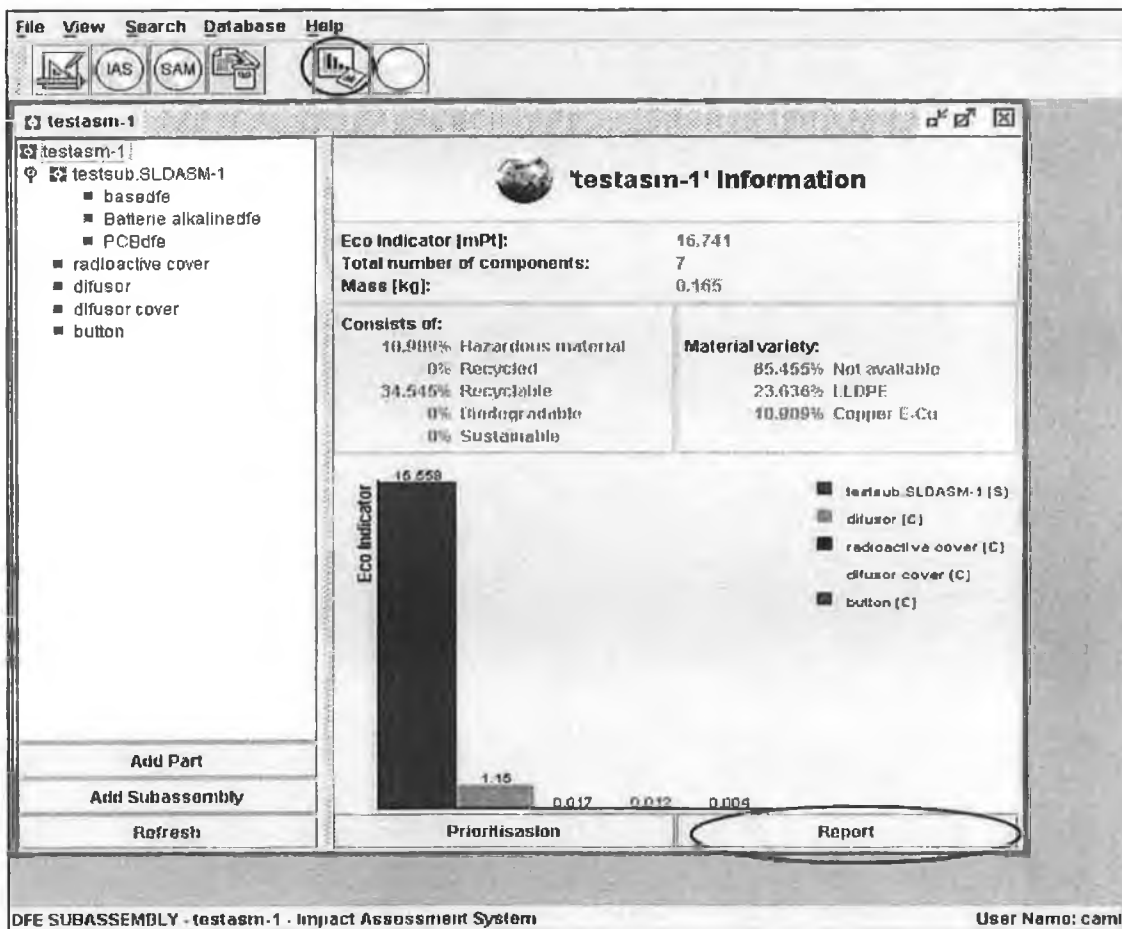 File View Search Database Help
IAS SAM
testasm-1
testasm-1
testsub.SLDASM-1
basedfe
Batterie alkalinedfe
PCBdfe
radioactive cover
difusor
difusor cover
button
Add Part
Add Subassembly
Refresh
'testasm-1' Information
Eco Indicator [mPt]: 16.741
Total number of components: 7
Mass [kg]: 0.165
Consists of:
10.909% Hazardous material
0% Recycled
34.545% Recyclable
0% Biodegradable
0% Sustainable
Material variety:
65.455% Not available
23.636% LLDPE
10.909% Copper E-Cu
Eco Indicator
15.558
1.15
0.017
0.012
0.004
testsub.SLDASM-1 (S)
difusor (C)
radioactive cover (C)
difusor cover (C)
button (C)
Prioritisasion
Report
DFE SUBASSEMBLY - testasm-1 - Impact Assessment System
User Name: cami